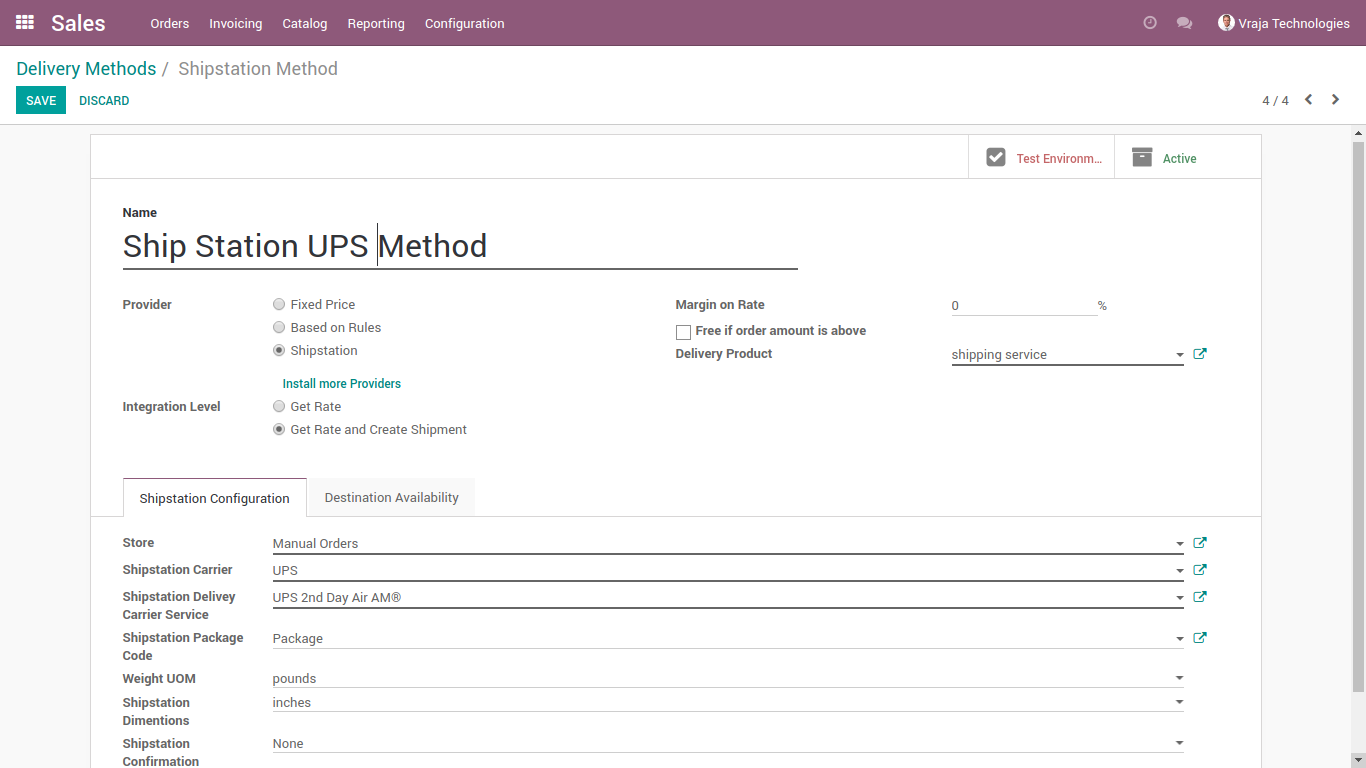 Sales Orders Invoicing Catalog Reporting Configuration Vraja Technologies
Delivery Methods / Shipstation Method
SAVE DISCARD 4 / 4
Test Environm... Active
Name
Ship Station UPS Method
Provider Fixed Price Margin on Rate 0 %
Based on Rules Free if order amount is above
Shipstation Delivery Product shipping service
Install more Providers
Integration Level Get Rate
Get Rate and Create Shipment
Shipstation Configuration Destination Availability
Store Manual Orders
Shipstation Carrier UPS
Shipstation Delivey UPS 2nd Day Air AM®
Carrier Service
Shipstation Package Package
Code
Weight UOM pounds
Shipstation inches
Dimentions
Shipstation None
Confirmation